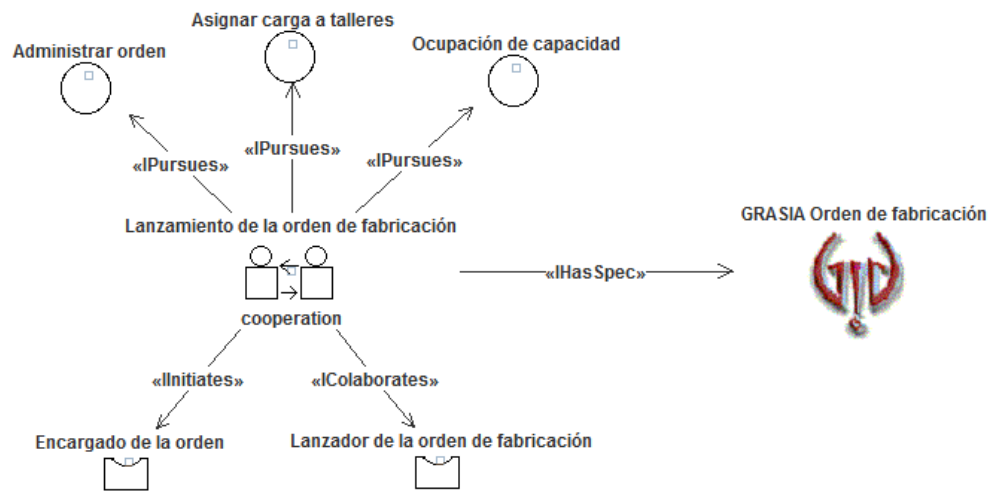 Asignar carga a talleres
Administrar orden
Ocupación de capacidad
«IPursues»
«IPursues»
«IPursues»
Lanzamiento de la orden de fabricación
GRASIA Orden de fabricación
«IHasSpec»
cooperation
«IInitiates»
«IColaborates»
Encargado de la orden
Lanzador de la orden de fabricación